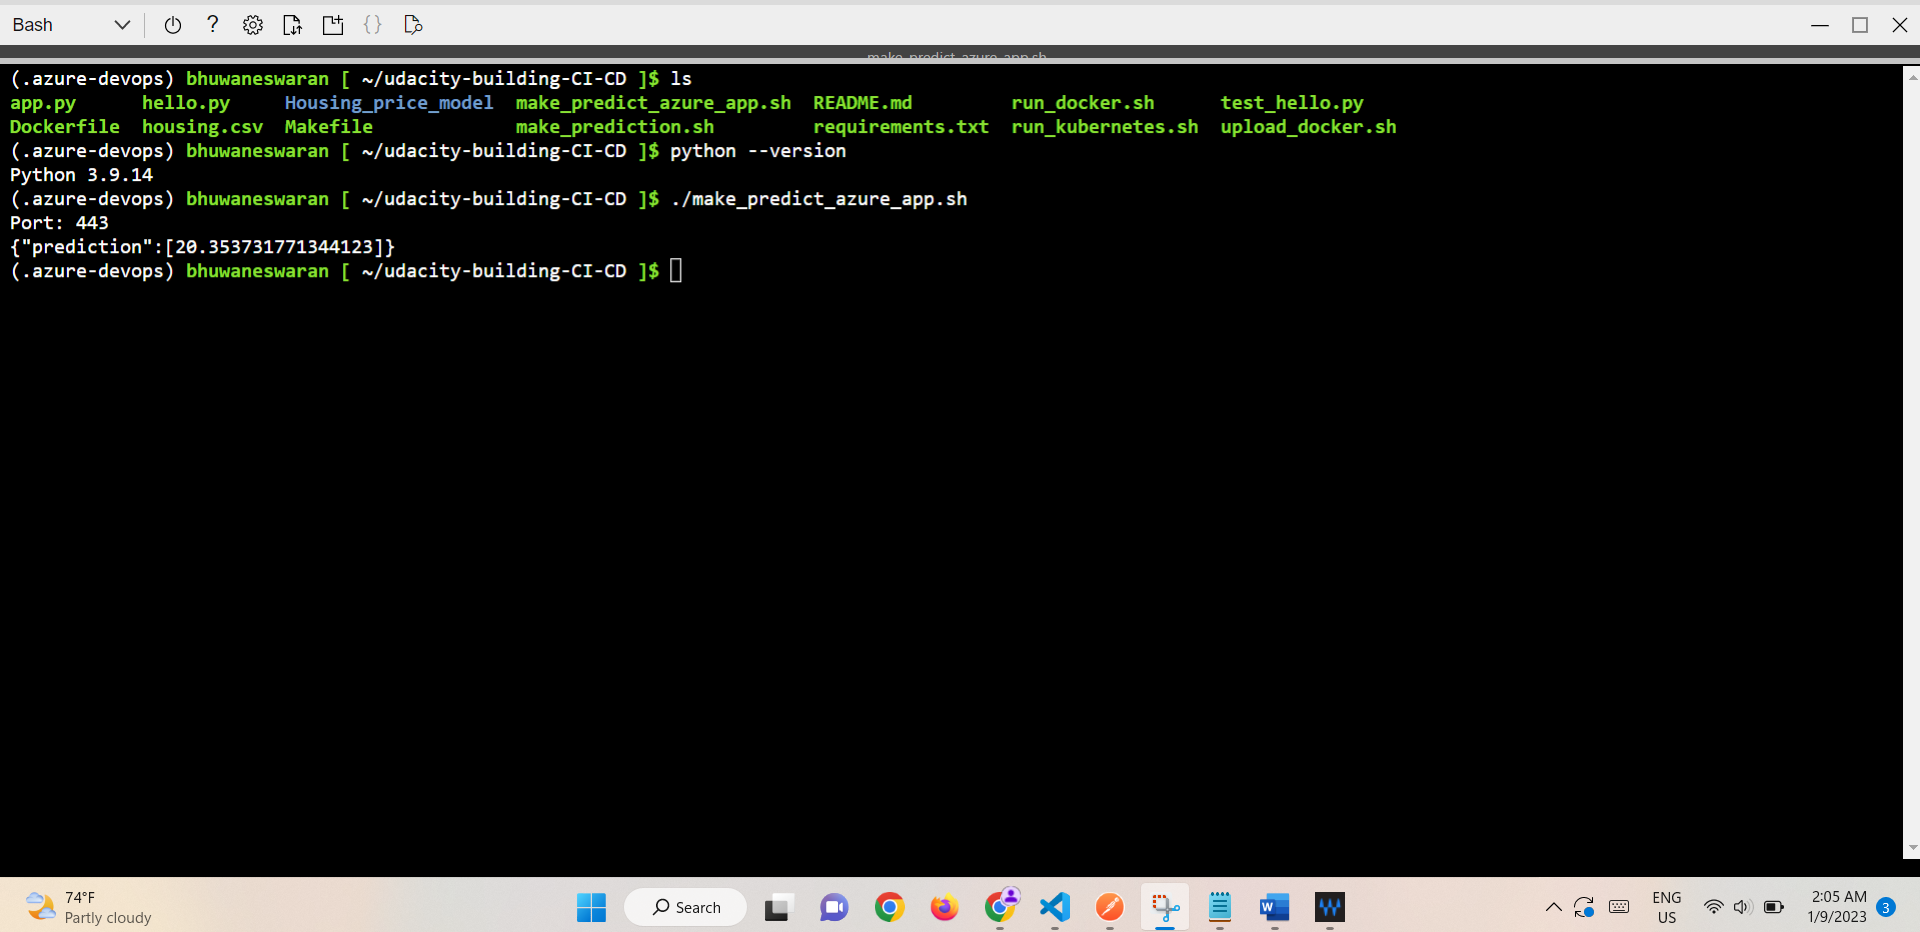 Bash
make_predict_azure_app.sh
(.azure-devops) bhuwaneswaran [ ~/udacity-building-CI-CD ]$ ls
app.py hello.py Housing_price_model make_predict_azure_app.sh README.md run_docker.sh test_hello.py
Dockerfile housing.csv Makefile make_prediction.sh requirements.txt run_kubernetes.sh upload_docker.sh
(.azure-devops) bhuwaneswaran [ ~/udacity-building-CI-CD ]$ python --version
Python 3.9.14
(.azure-devops) bhuwaneswaran [ ~/udacity-building-CI-CD ]$ ./make_predict_azure_app.sh
Port: 443
{"prediction":[20.353731771344123]}
(.azure-devops) bhuwaneswaran [ ~/udacity-building-CI-CD ]$
74°F
Partly cloudy
Search
ENG
US
2:05 AM
1/9/2023
3